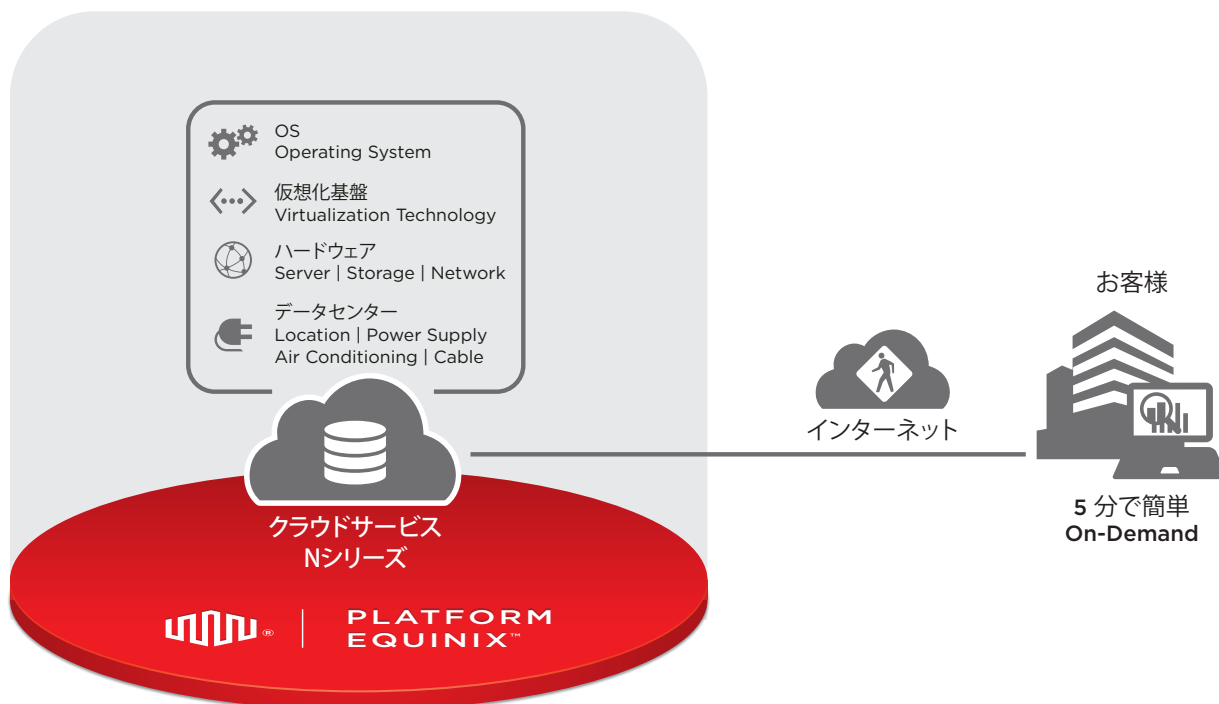 OS
Operating System
仮想化基盤
Virtualization Technology
ハードウェア
Server | Storage | Network
データセンター
Location | Power Supply
Air Conditioning | Cable
クラウドサービス
Nシリーズ
® | PLATFORM
EQUINIX™
インターネット
お客様
5 分で簡単
On-Demand